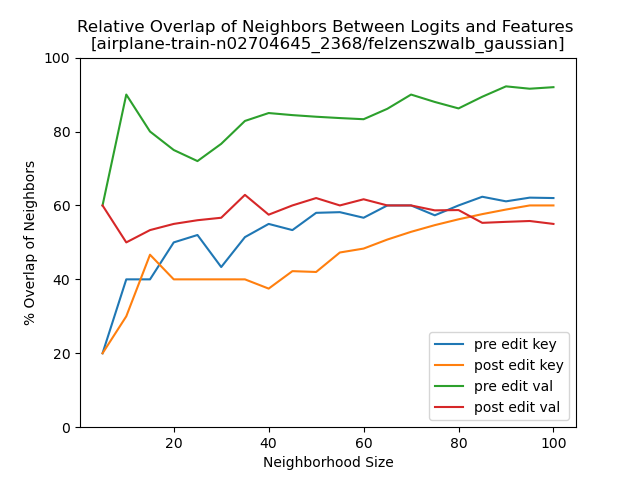 Relative Overlap of Neighbors Between Logits and Features
[airplane-train-n02704645_2368/felzenszwalb_gaussian]
100
80
60
40
20
0
% Overlap of Neighbors
20 40 60 80 100
Neighborhood Size
pre edit key
post edit key
pre edit val
post edit val